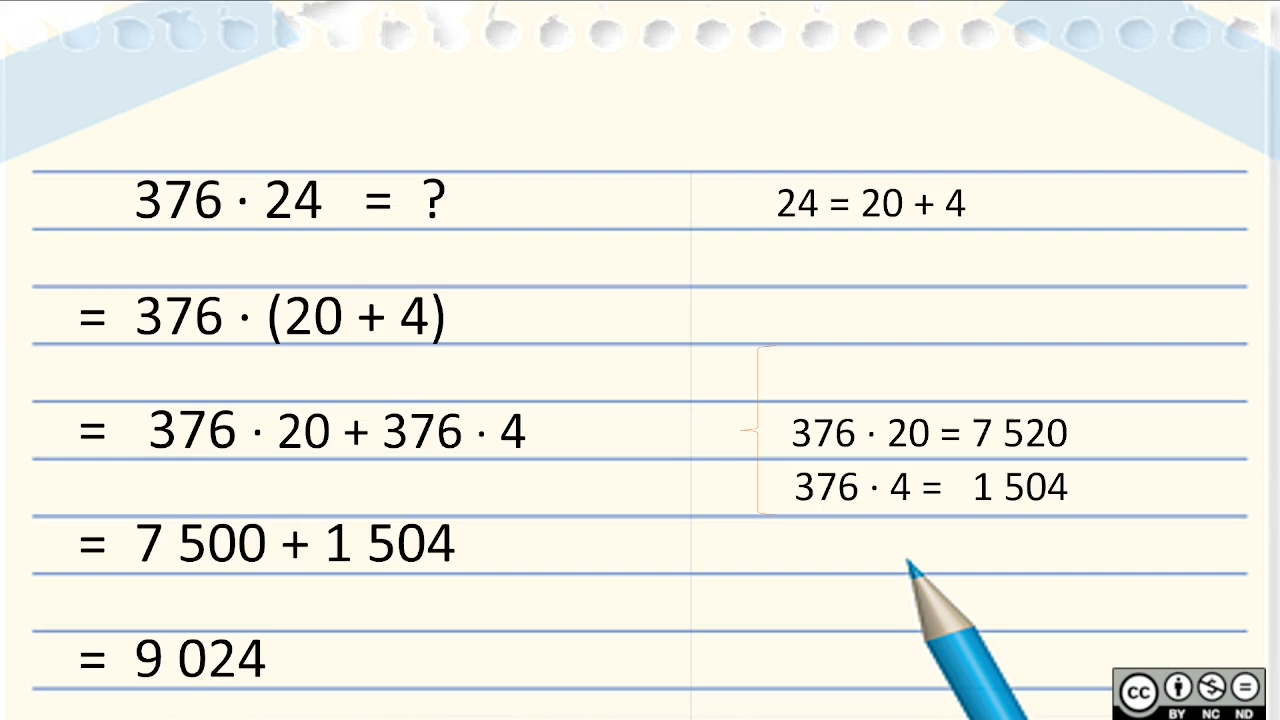 376 · 24 = ?
24 = 20 + 4
= 376 · (20 + 4)
= 376 · 20 + 376 · 4
376 · 20 = 7 520
376 · 4 = 1 504
= 7 500 + 1 504
= 9 024
cc
BY NC ND